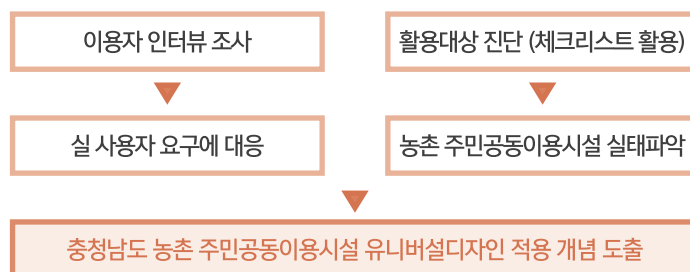 이용자 인터뷰 조사
활용대상 진단 (체크리스트 활용)
실 사용자 요구에 대응
농촌 주민공동이용시설 실태파악
충청남도 농촌 주민공동이용시설 유니버설디자인 적용 개념 도출